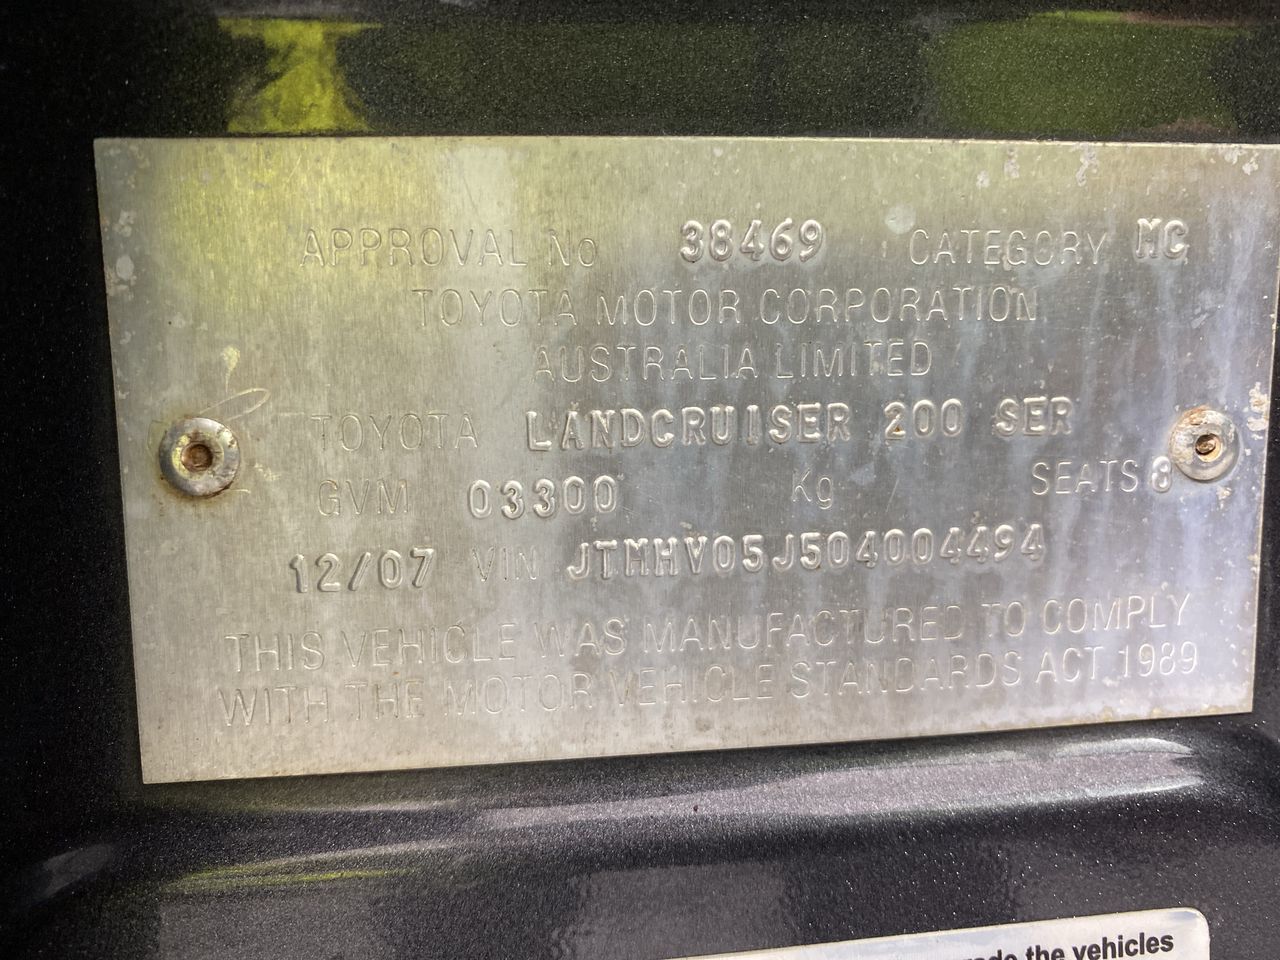 APPROVAL No 38469 CATEGORY MC
TOYOTA MOTOR CORPORATION
AUSTRALIA LIMITED
TOYOTA LANDCRUISER 200 SER
GVM 03300 Kg SEATS 8
12/07 VIN JTMHV05J504004494
THIS VEHICLE WAS MANUFACTURED TO COMPLY
WITH THE MOTOR VEHICLE STANDARDS ACT 1989
the vehicles